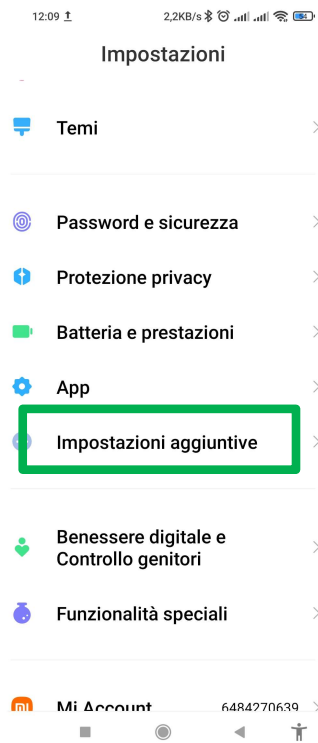 12:09 2,2KB/s 54
Impostazioni
Temi
Password e sicurezza
Protezione privacy
Batteria e prestazioni
App
Impostazioni aggiuntive
Benessere digitale e
Controllo genitori
Funzionalità speciali
Mi Account 6484270639